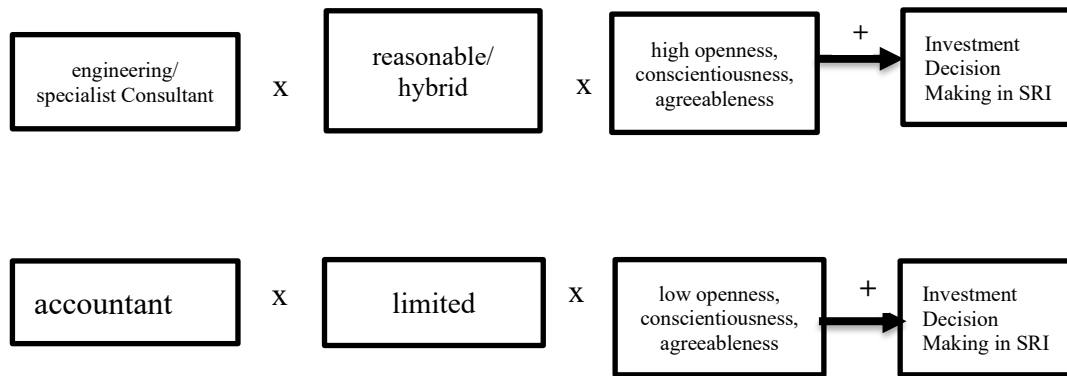 engineering/
specialist Consultant
x
reasonable/
hybrid
x
high openness,
conscientiousness,
agreeableness
+
Investment
Decision
Making in SRI
accountant
x
limited
x
low openness,
conscientiousness,
agreeableness
+
Investment
Decision
Making in SRI